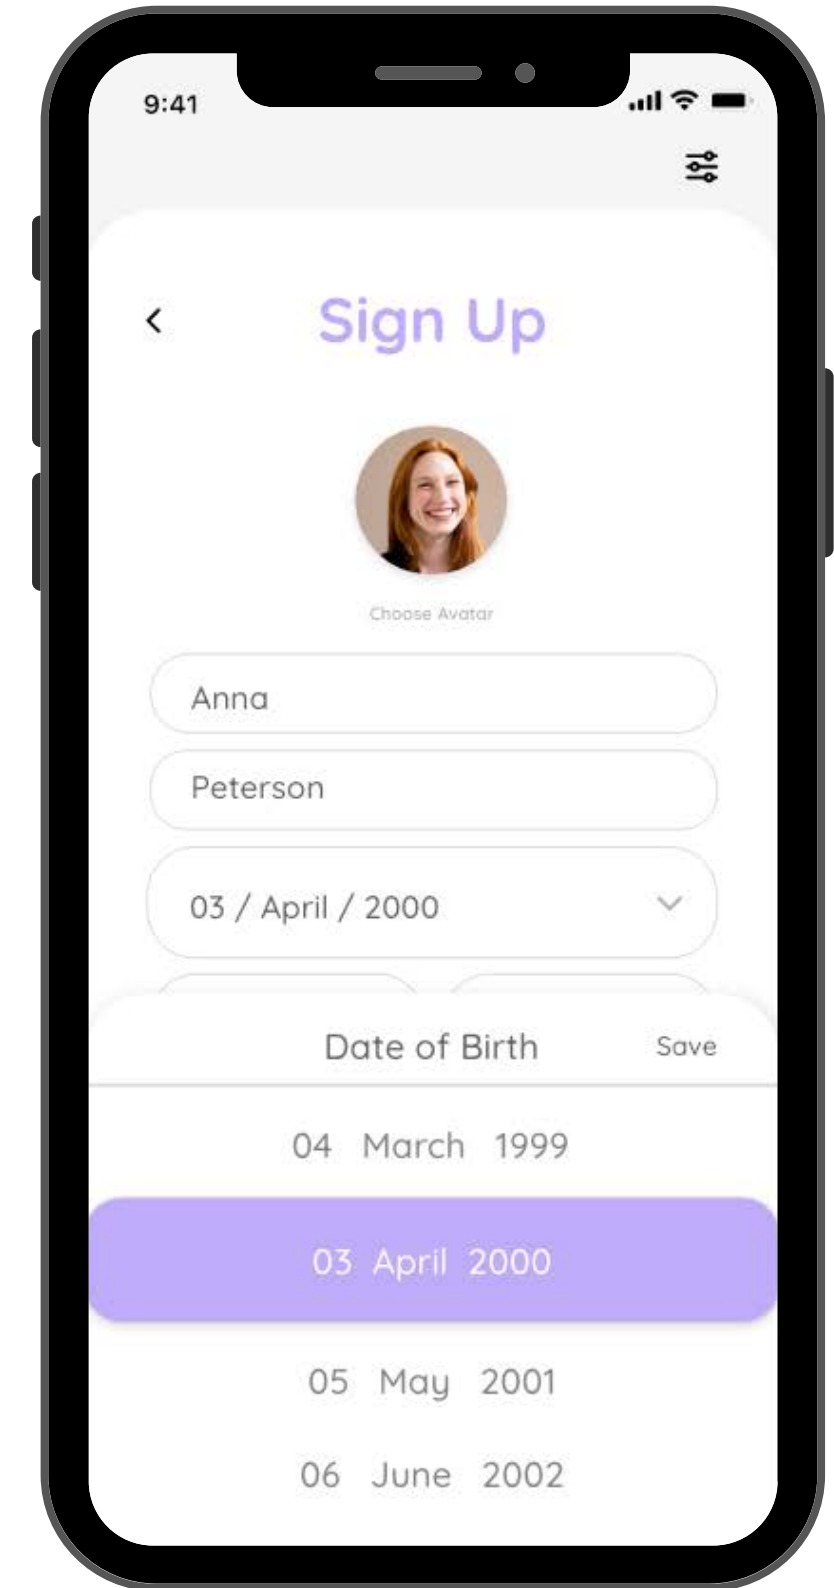 9:41
Sign Up
Choose Avatar
Anna
Peterson
03 / April / 2000
Date of Birth Save
04 March 1999
03 April 2000
05 May 2001
06 June 2002